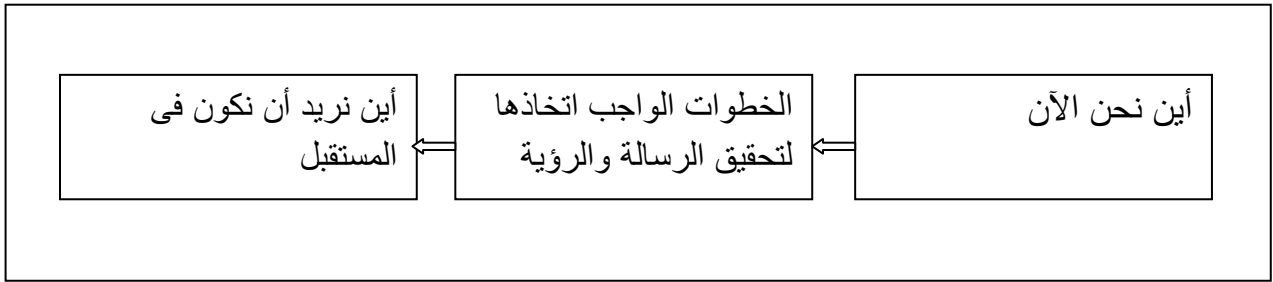 أين نحن الآن
الخطوات الواجب اتخاذها
لتحقيق الرسالة والرؤية
أين نريد أن نكون فى
المستقبل